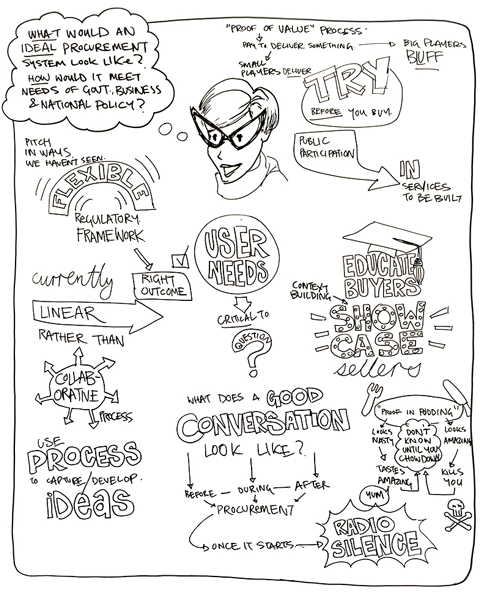 WHAT WOULD AN
IDEAL PROCUREMENT
SYSTEM LOOK LIKE?
HOW WOULD IT MEET
NEEDS OF GOVT, BUSINESS
& NATIONAL POLICY?
"PROOF OF VALUE" PROCESS.
PAY TO DELIVER SOMETHING
BIG PLAYERS
BLUFF
SMALL
PLAYERS DELIVER
TRY
BEFORE YOU BUY.
PUBLIC
PARTICIPATION
IN
SERVICES
TO BE BUILT
PITCH
IN WAYS
WE HAVEN'T SEEN.
FLEXIBLE
REGULATORY
FRAMEWORK
RIGHT
OUTCOME
USER
NEEDS
CRITICAL TO
QUESTION
EDUCATE
BUYERS
CONTEXT
BUILDING
SHOW
CASE
sellers
currently
LINEAR
RATHER THAN
COLLAB-
ORATIVE
PROCESS
USE
PROCESS
TO CAPTURE/DEVELOP
ideas
WHAT DOES A GOOD
CONVERSATION
LOOK LIKE?
BEFORE - DURING - AFTER
PROCUREMENT
ONCE IT STARTS
RADIO
SILENCE
"PROOF IN PUDDING"
LOOKS
NASTY
TASTES
AMAZING
YUM
DON'T
KNOW
UNTIL YOU
CHOW DOWN
LOOKS
AMAZING
KILLS
YOU